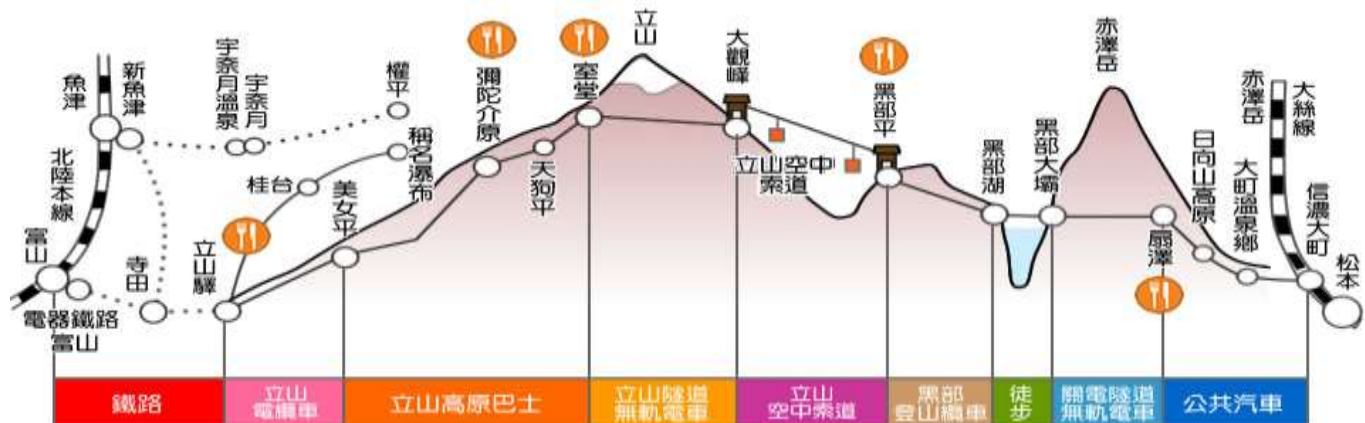 魚津
新魚津
宇奈月溫泉
宇奈月
欅平
稱名瀑布
桂台
美女平
北陸本線
富山
電器鐵路
富山
寺田
立山驛
彌陀介原
天狗平
室堂
立山
大觀峰
立山空中
索道
黑部平
黑部湖
黑部大壩
赤澤岳
扇澤
日向山高原
大町溫泉鄉
赤澤岳
大絲線
信濃大町
松本
鐵路
立山
電纜車
立山高原巴士
立山隧道
無軌電車
立山
空中索道
黑部
登山纜車
徒
步
關電隧道
無軌電車
公共汽車